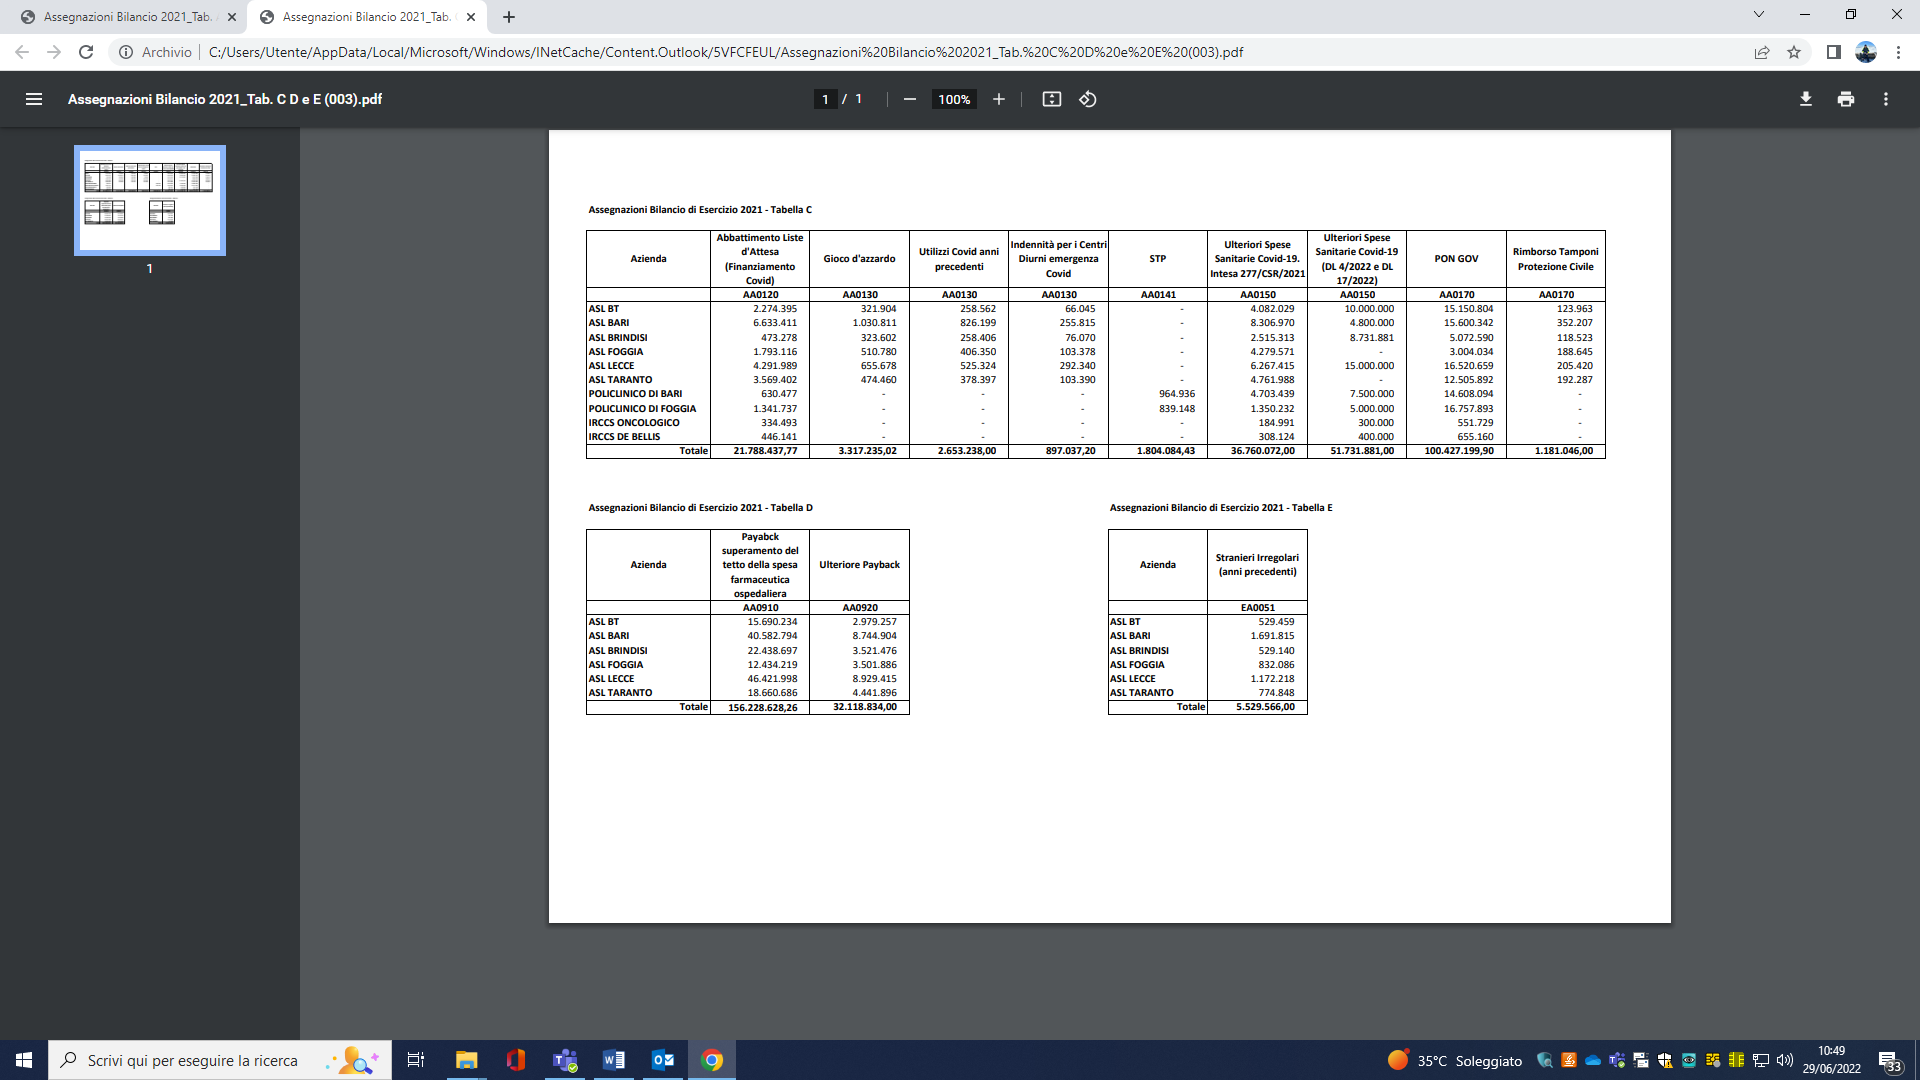 Assegnazioni Bilancio 2021_Tab.
Assegnazioni Bilancio 2021_Tab.
Archivio | C:/Users/Utente/AppData/Local/Microsoft/Windows/INetCache/Content.Outlook/5VFCFEUL/Assegnazioni%20Bilancio%202021_Tab.%20C%20D%20e%20E%20(003).pdf
Assegnazioni Bilancio 2021_Tab. C D e E (003).pdf
1 / 1
100%
1
Assegnazioni Bilancio di Esercizio 2021 - Tabella C
Azienda | Abbattimento Liste d'Attesa (Finanziamento Covid) | Gioco d'azzardo | Utilizzi Covid anni precedenti | Indennità per i Centri Diurni emergenza Covid | STP | Ulteriori Spese Sanitarie Covid-19. Intesa 277/CSR/2021 | Ulteriori Spese Sanitarie Covid-19 (DL 4/2022 e DL 17/2022) | PON GOV | Rimborso Tamponi Protezione Civile
AA0120 AA0130 AA0130 AA0130 AA0141 AA0150 AA0150 AA0170 AA0170
ASL BT 2.274.395 321.904 258.562 66.045 - 4.082.029 10.000.000 15.150.804 123.963
ASL BARI 6.633.411 1.030.811 826.199 255.815 - 8.306.970 4.800.000 15.600.342 352.207
ASL BRINDISI 473.278 323.602 258.406 76.070 - 2.515.313 8.731.881 5.072.590 118.523
ASL FOGGIA 1.793.116 510.780 406.350 103.378 - 4.279.571 - 3.004.034 188.645
ASL LECCE 4.291.989 655.678 525.324 292.340 - 6.267.415 15.000.000 16.520.659 205.420
ASL TARANTO 3.569.402 474.460 378.397 103.390 - 4.761.988 - 12.505.892 192.287
POLICLINICO DI BARI 630.477 - - - 964.936 4.703.439 7.500.000 14.608.094 -
POLICLINICO DI FOGGIA 1.341.737 - - - 839.148 1.350.232 5.000.000 16.757.893 -
IRCCS ONCOLOGICO 334.493 - - - - 184.991 300.000 551.729 -
IRCCS DE BELLIS 446.141 - - - - 308.124 400.000 655.160 -
Totale 21.788.437,77 3.317.235,02 2.653.238,00 897.037,20 1.804.084,43 36.760.072,00 51.731.881,00 100.427.199,90 1.181.046,00
Assegnazioni Bilancio di Esercizio 2021 - Tabella D
Azienda | Payabck superamento del tetto della spesa farmaceutica ospedaliera | Ulteriore Payback
AA0910 AA0920
ASL BT 15.690.234 2.979.257
ASL BARI 40.582.794 8.744.904
ASL BRINDISI 22.438.697 3.521.476
ASL FOGGIA 12.434.219 3.501.886
ASL LECCE 46.421.998 8.929.415
ASL TARANTO 18.660.686 4.441.896
Totale 156.228.628,26 32.118.834,00
Assegnazioni Bilancio di Esercizio 2021 - Tabella E
Azienda | Stranieri Irregolari (anni precedenti)
EA0051
ASL BT 529.459
ASL BARI 1.691.815
ASL BRINDISI 529.140
ASL FOGGIA 832.086
ASL LECCE 1.172.218
ASL TARANTO 774.848
Totale 5.529.566,00
Scrivi qui per eseguire la ricerca
35°C Soleggiato
10:49
29/06/2022
33